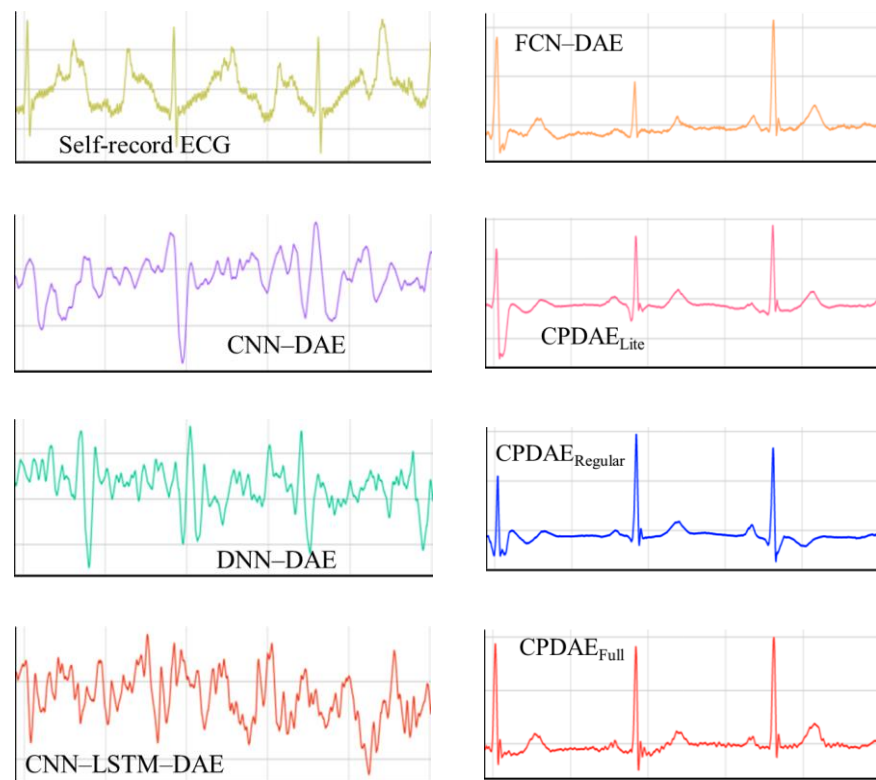 Self-record ECG
FCN–DAE
CNN–DAE
CPDAE_Lite
DNN–DAE
CPDAE_Regular
CNN–LSTM–DAE
CPDAE_Full